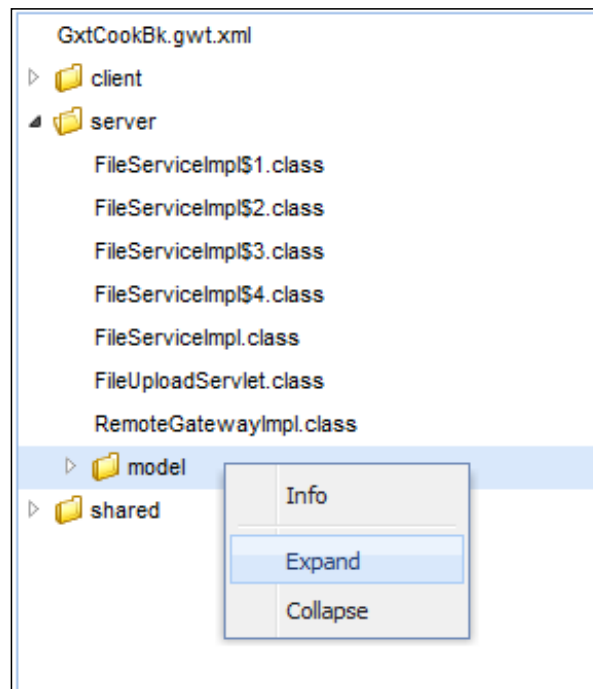 GxtCookBk.gwt.xml
client
server
FileServiceImpl$1.class
FileServiceImpl$2.class
FileServiceImpl$3.class
FileServiceImpl$4.class
FileServiceImpl.class
FileUploadServlet.class
RemoteGatewayImpl.class
model
Info
shared
Expand
Collapse